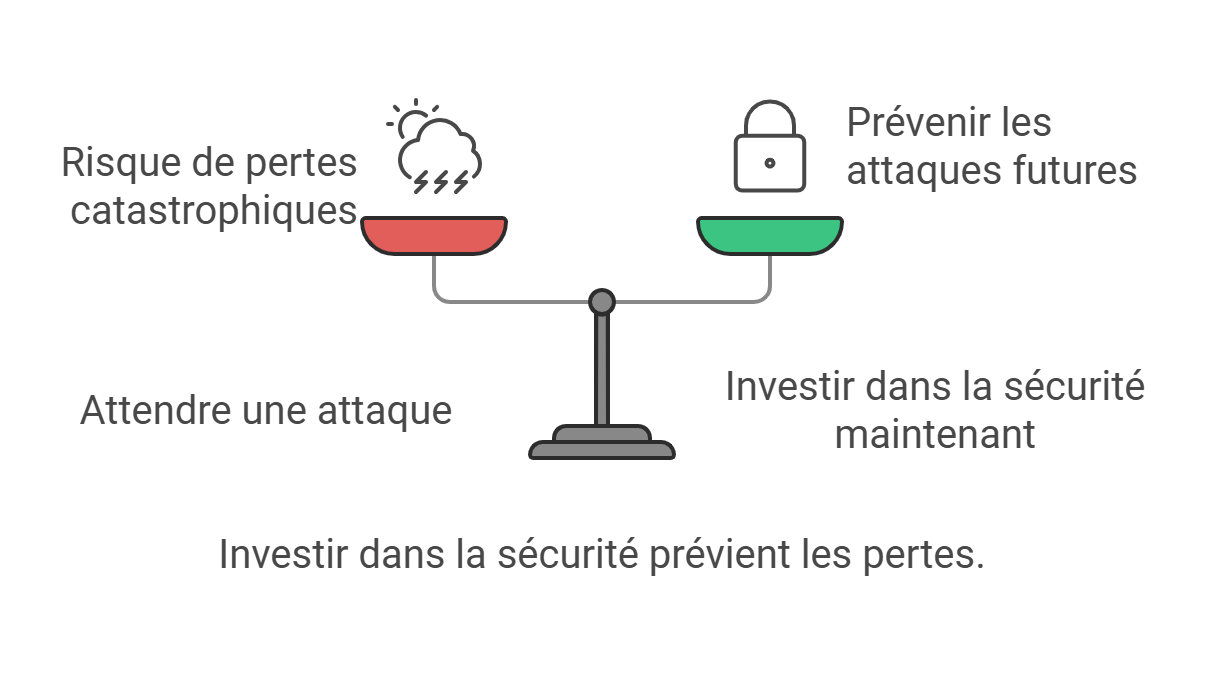 Risque de pertes
catastrophiques
Prévenir les
attaques futures
Attendre une attaque
Investir dans la sécurité
maintenant
Investir dans la sécurité prévient les pertes.